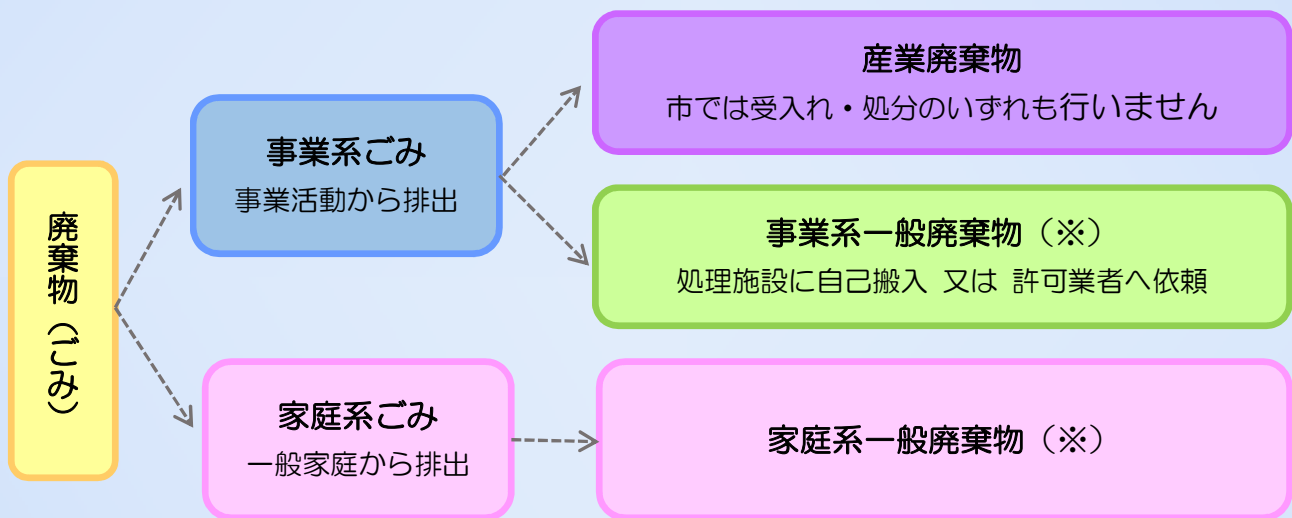 廃棄物（ごみ）
事業系ごみ
事業活動から排出
産業廃棄物
市では受入れ・処分のいずれも行いません
事業系一般廃棄物（※）
処理施設に自己搬入 又は 許可業者へ依頼
家庭系ごみ
一般家庭から排出
家庭系一般廃棄物（※）